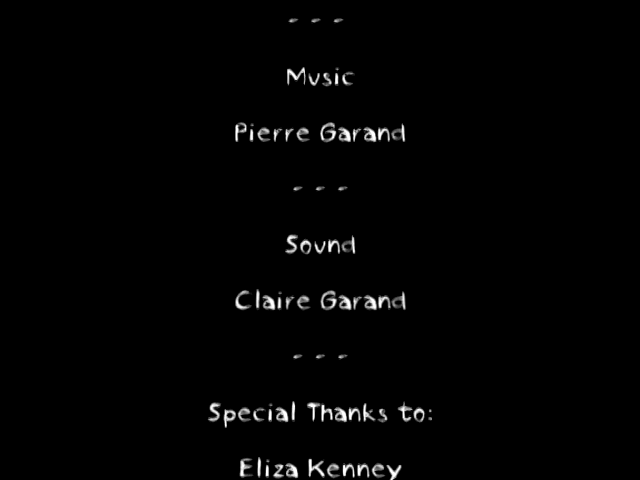 - - -
Music
Pierre Garand
- - -
Sound
Claire Garand
- - -
Special Thanks to:
Eliza Kenney